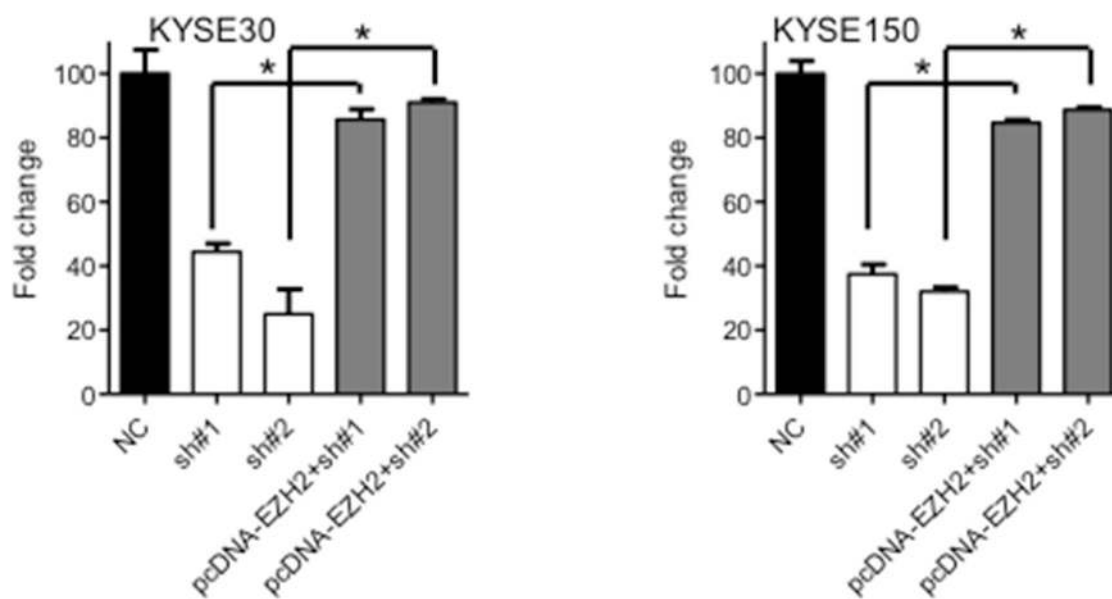 KYSE30
*
*
Fold change
100
80
60
40
20
0
NC
sh#1
sh#2
pcDNA-EZH2+sh#1
pcDNA-EZH2+sh#2
KYSE150
*
*
Fold change
100
80
60
40
20
0
NC
sh#1
sh#2
pcDNA-EZH2+sh#1
pcDNA-EZH2+sh#2